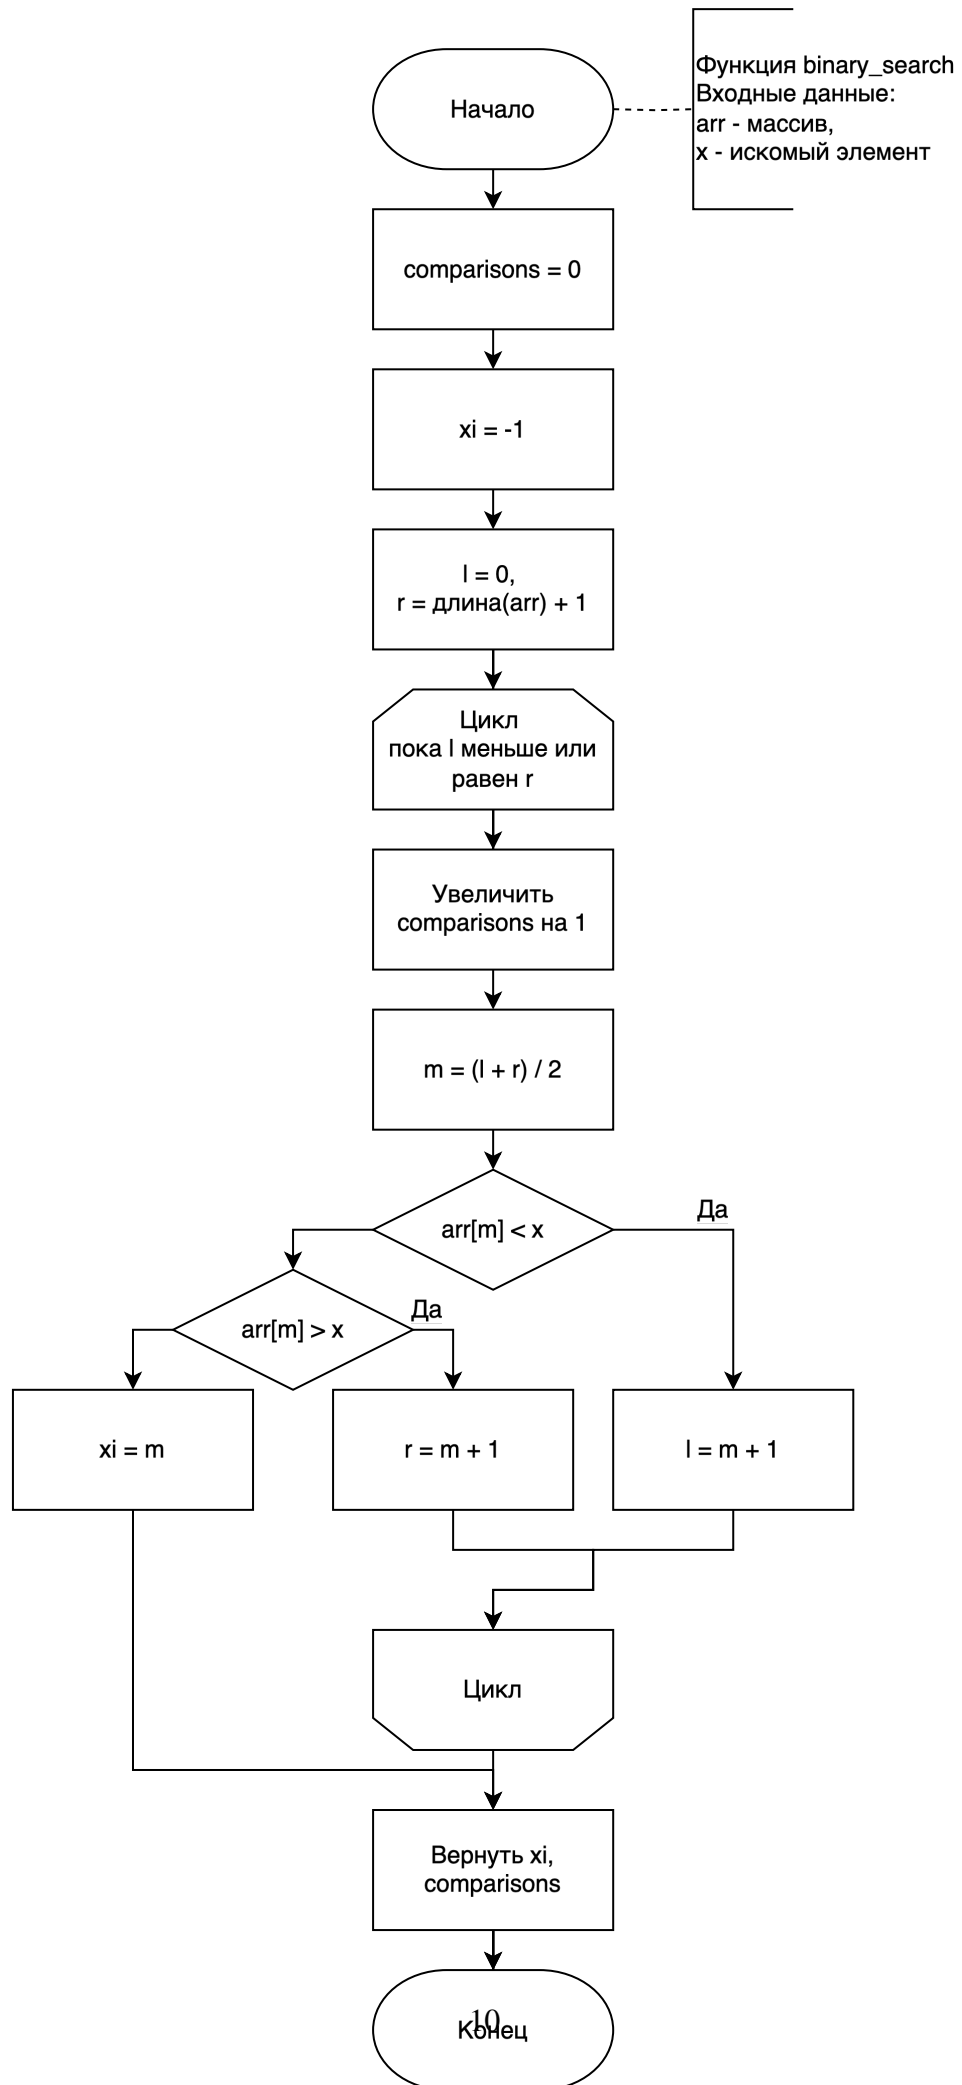 Функция binary_search
Входные данные:
arr - массив,
x - искомый элемент
Начало
comparisons = 0
xi = -1
l = 0,
r = длина(arr) + 1
Цикл
пока l меньше или
равен r
Увеличить
comparisons на 1
m = (l + r) / 2
arr[m] < x
Да
arr[m] > x
Да
xi = m
r = m + 1
l = m + 1
Цикл
Вернуть xi,
comparisons
10
Конец